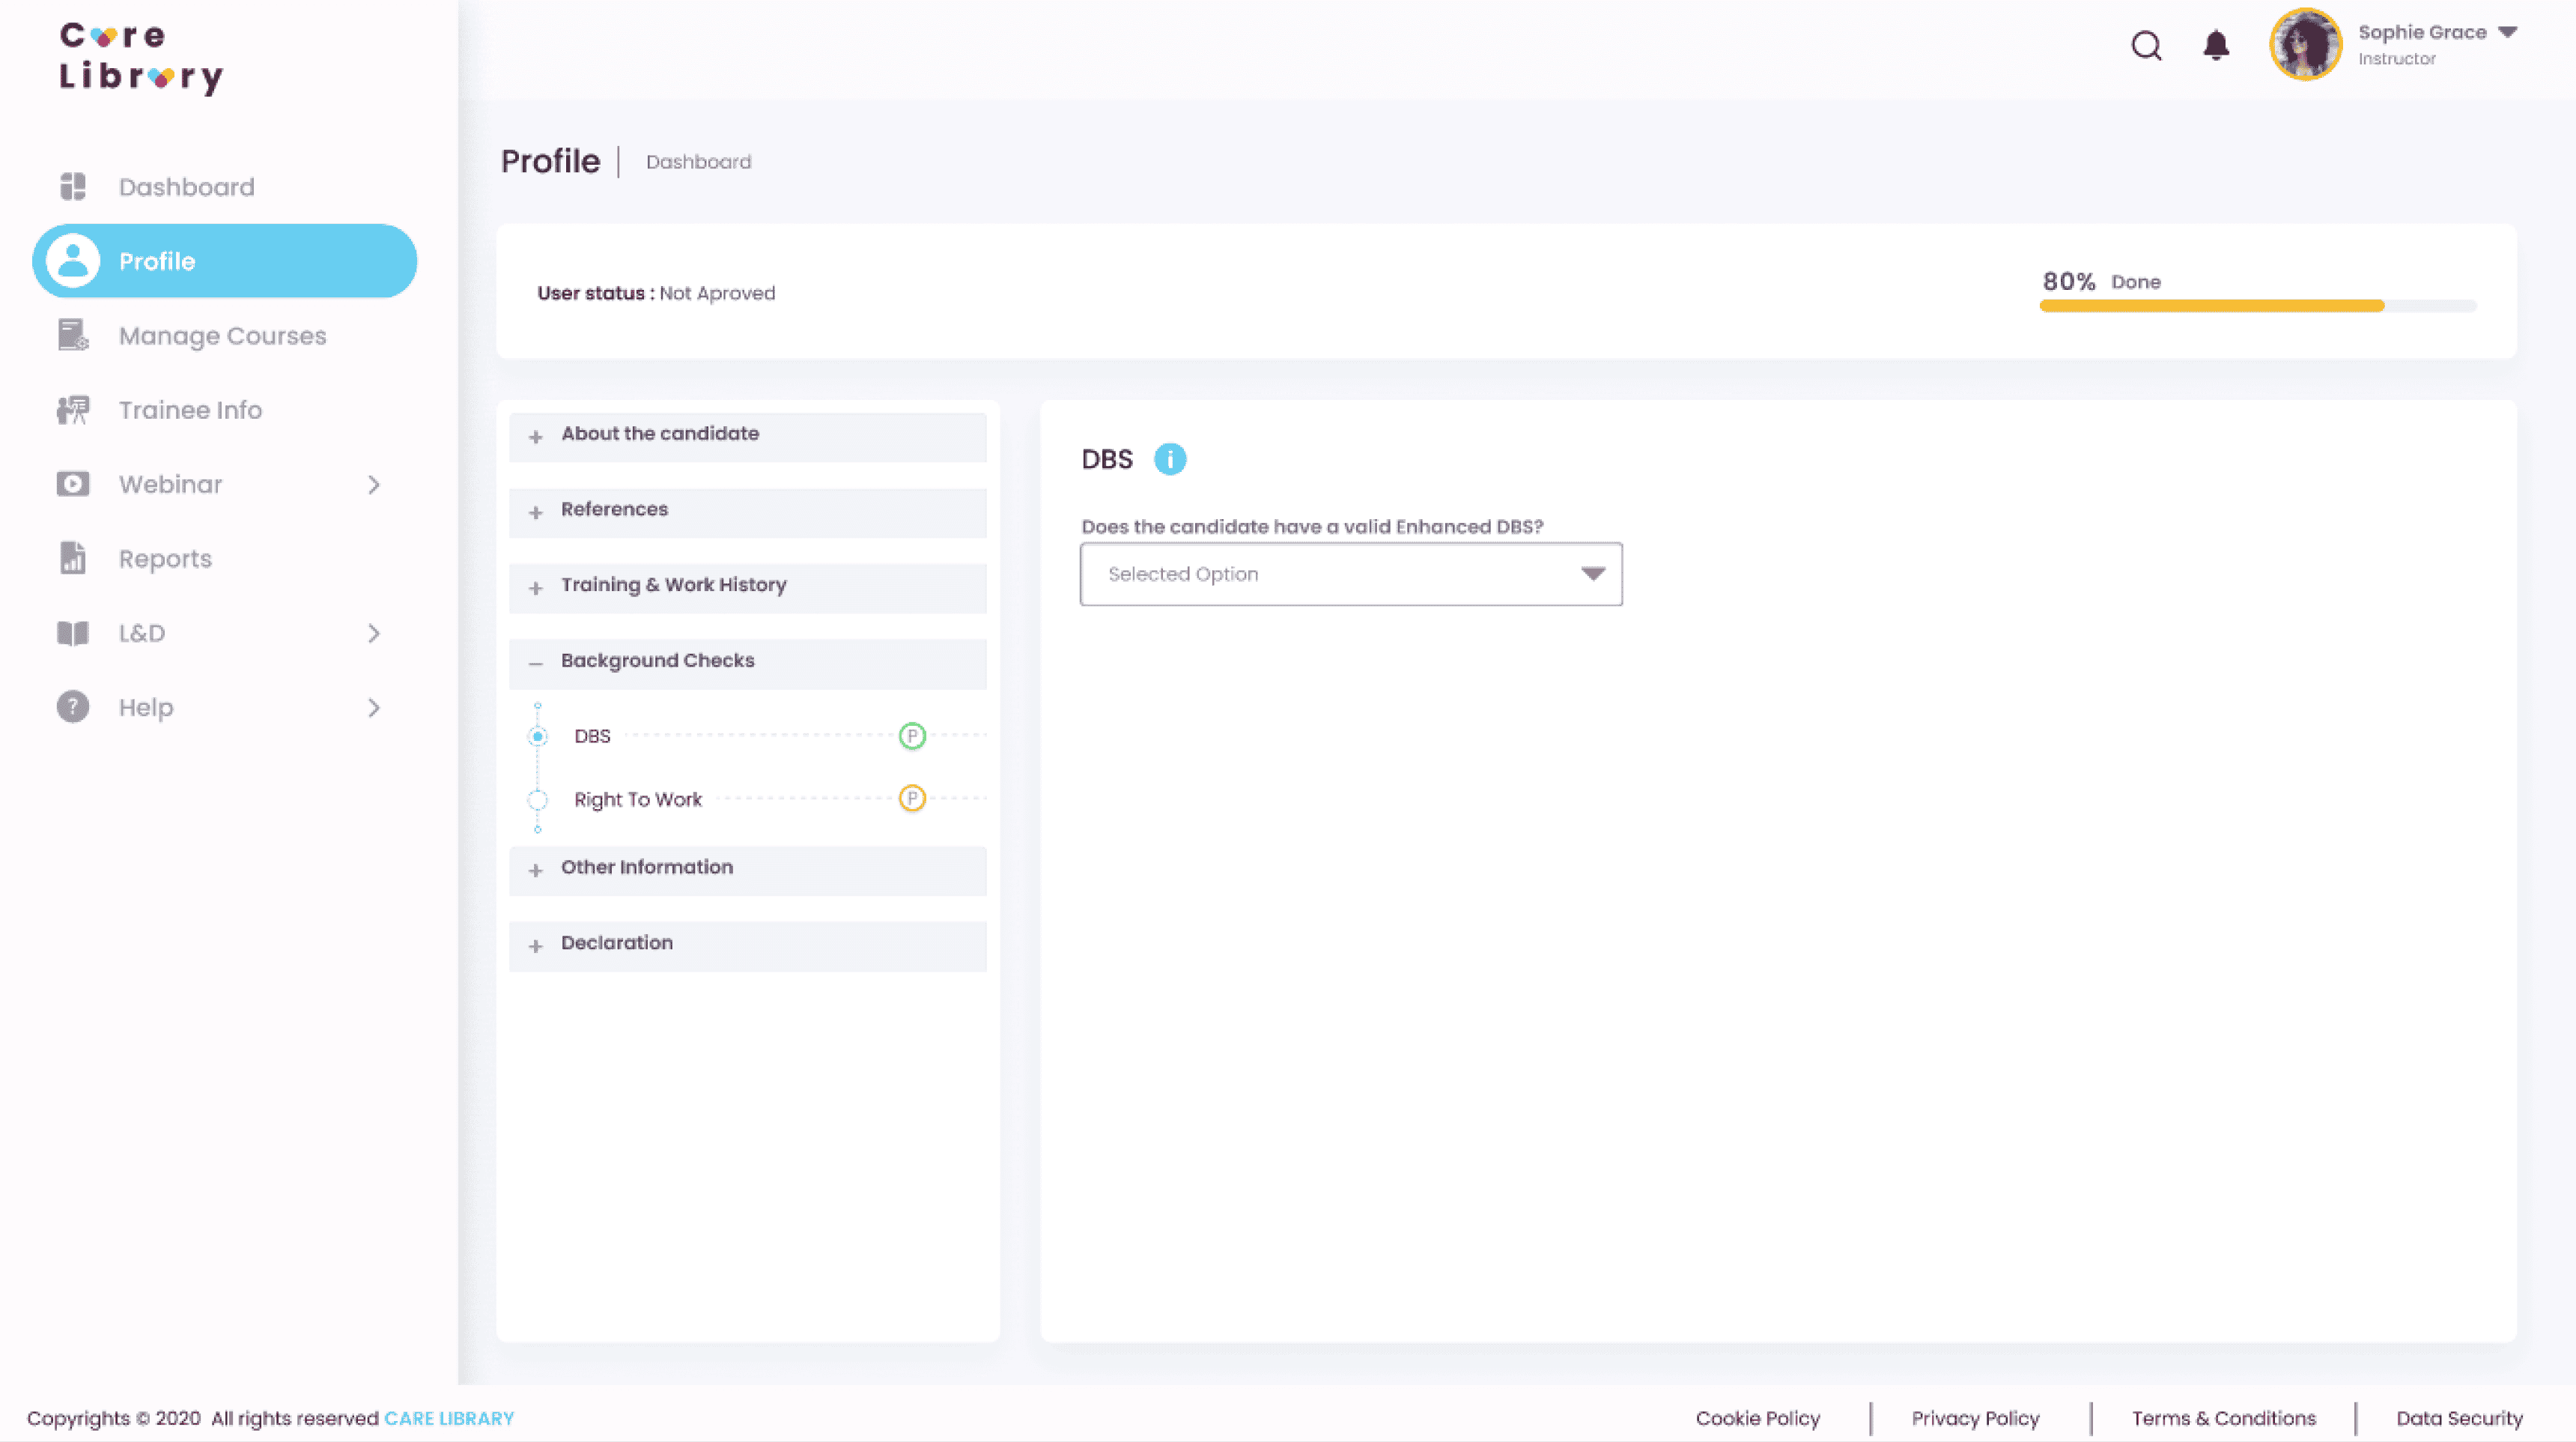 Care
Library
Sophie Grace
Instructor
Profile
Dashboard
Dashboard
Profile
Manage Courses
Trainee Info
Webinar
Reports
L&D
? Help
User status : Not Aproved
80% Done
+ About the candidate
+ References
+ Training & Work History
– Background Checks
DBS P
Right To Work P
+ Other Information
+ Declaration
DBS i
Does the candidate have a valid Enhanced DBS?
Selected Option
Copyrights © 2020 All rights reserved CARE LIBRARY
Cookie Policy
Privacy Policy
Terms & Conditions
Data Security